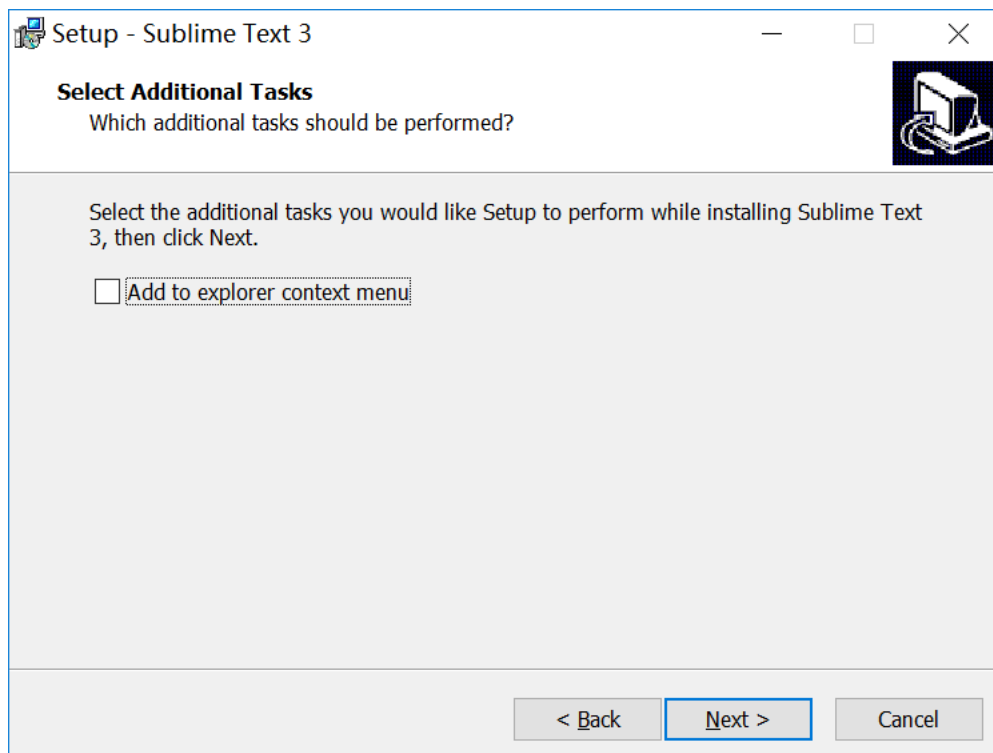 Setup - Sublime Text 3
Select Additional Tasks
Which additional tasks should be performed?
Select the additional tasks you would like Setup to perform while installing Sublime Text
3, then click Next.
Add to explorer context menu
< Back Next > Cancel